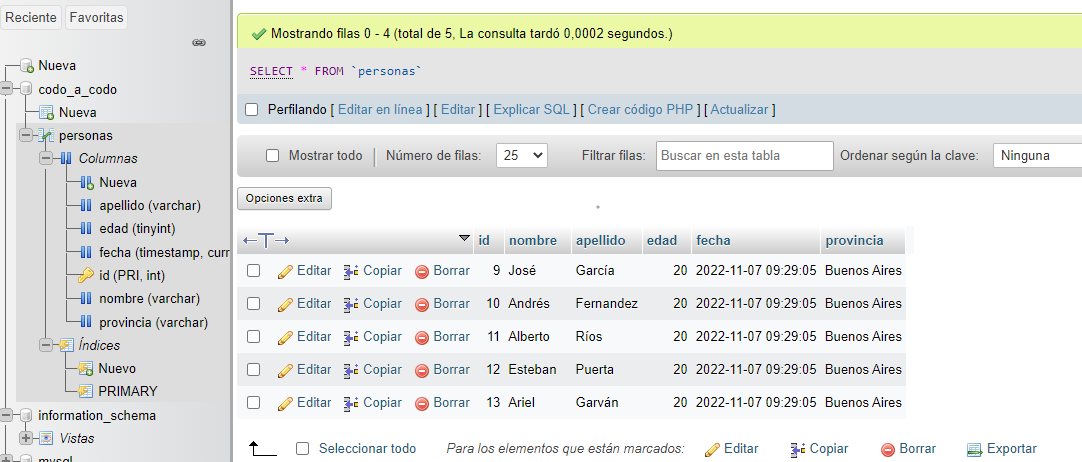 Reciente Favoritas
Nueva
codo_a_codo
Nueva
personas
Columnas
Nueva
apellido (varchar)
edad (tinyint)
fecha (timestamp, curr
id (PRI, int)
nombre (varchar)
provincia (varchar)
Índices
Nuevo
PRIMARY
information_schema
Vistas
mysql
Mostrando filas 0 - 4 (total de 5, La consulta tardó 0,0002 segundos.)
SELECT * FROM `personas`
Perfilando [ Editar en línea ] [ Editar ] [ Explicar SQL ] [ Crear código PHP ] [ Actualizar ]
Mostrar todo | Número de filas: 25 Filtrar filas: Buscar en esta tabla Ordenar según la clave: Ninguna
Opciones extra
←T→ id nombre apellido edad fecha provincia
Editar Copiar Borrar 9 José García 20 2022-11-07 09:29:05 Buenos Aires
Editar Copiar Borrar 10 Andrés Fernandez 20 2022-11-07 09:29:05 Buenos Aires
Editar Copiar Borrar 11 Alberto Ríos 20 2022-11-07 09:29:05 Buenos Aires
Editar Copiar Borrar 12 Esteban Puerta 20 2022-11-07 09:29:05 Buenos Aires
Editar Copiar Borrar 13 Ariel Garván 20 2022-11-07 09:29:05 Buenos Aires
Seleccionar todo Para los elementos que están marcados: Editar Copiar Borrar Exportar